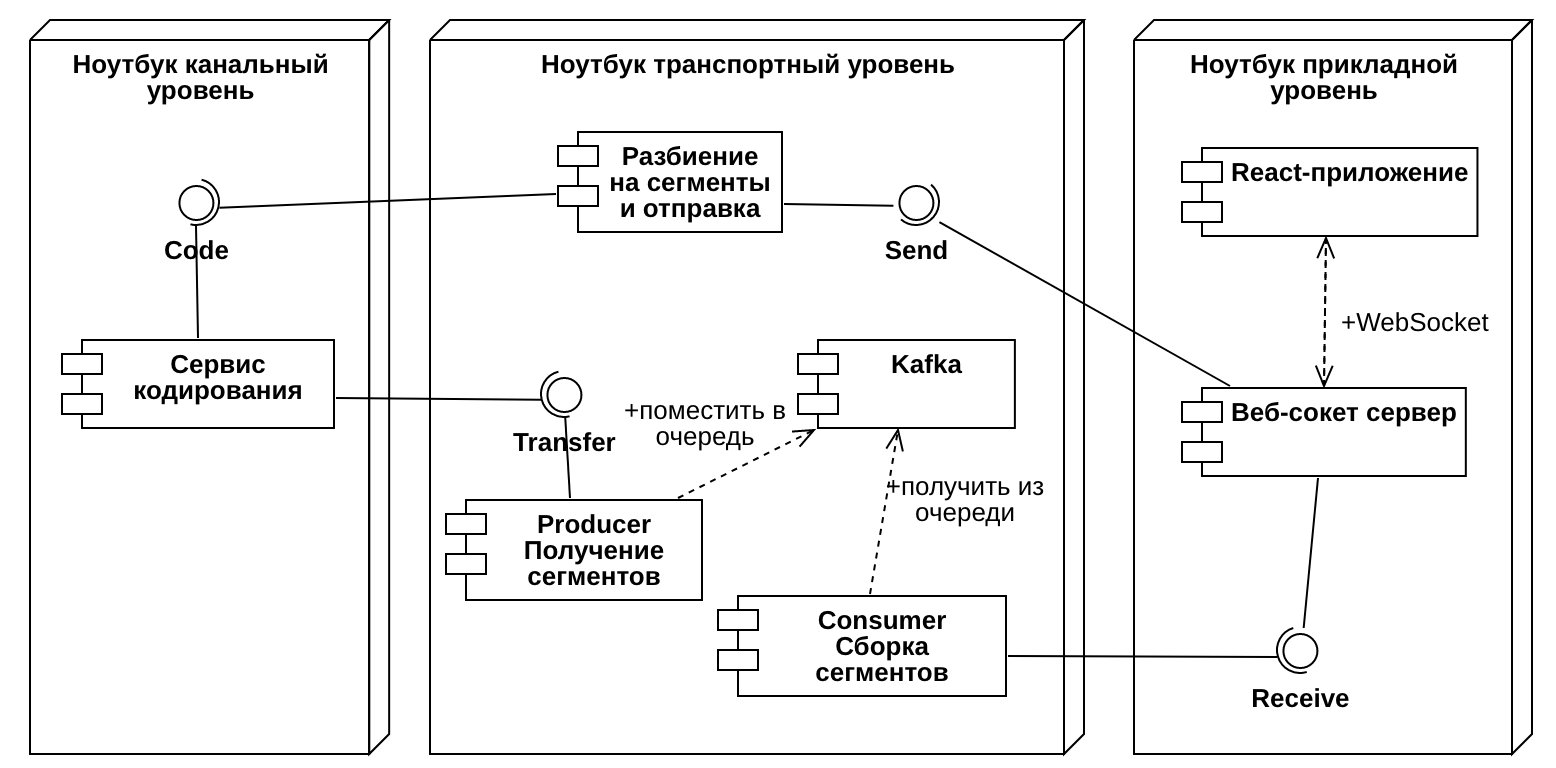 Ноутбук канальный
уровень
Code
Сервис
кодирования
Ноутбук транспортный уровень
Разбиение
на сегменты
и отправка
Send
Kafka
Transfer
+поместить в
очередь
+получить из
очереди
Producer
Получение
сегментов
Consumer
Сборка
сегментов
Ноутбук прикладной
уровень
React-приложение
+WebSocket
Веб-сокет сервер
Receive